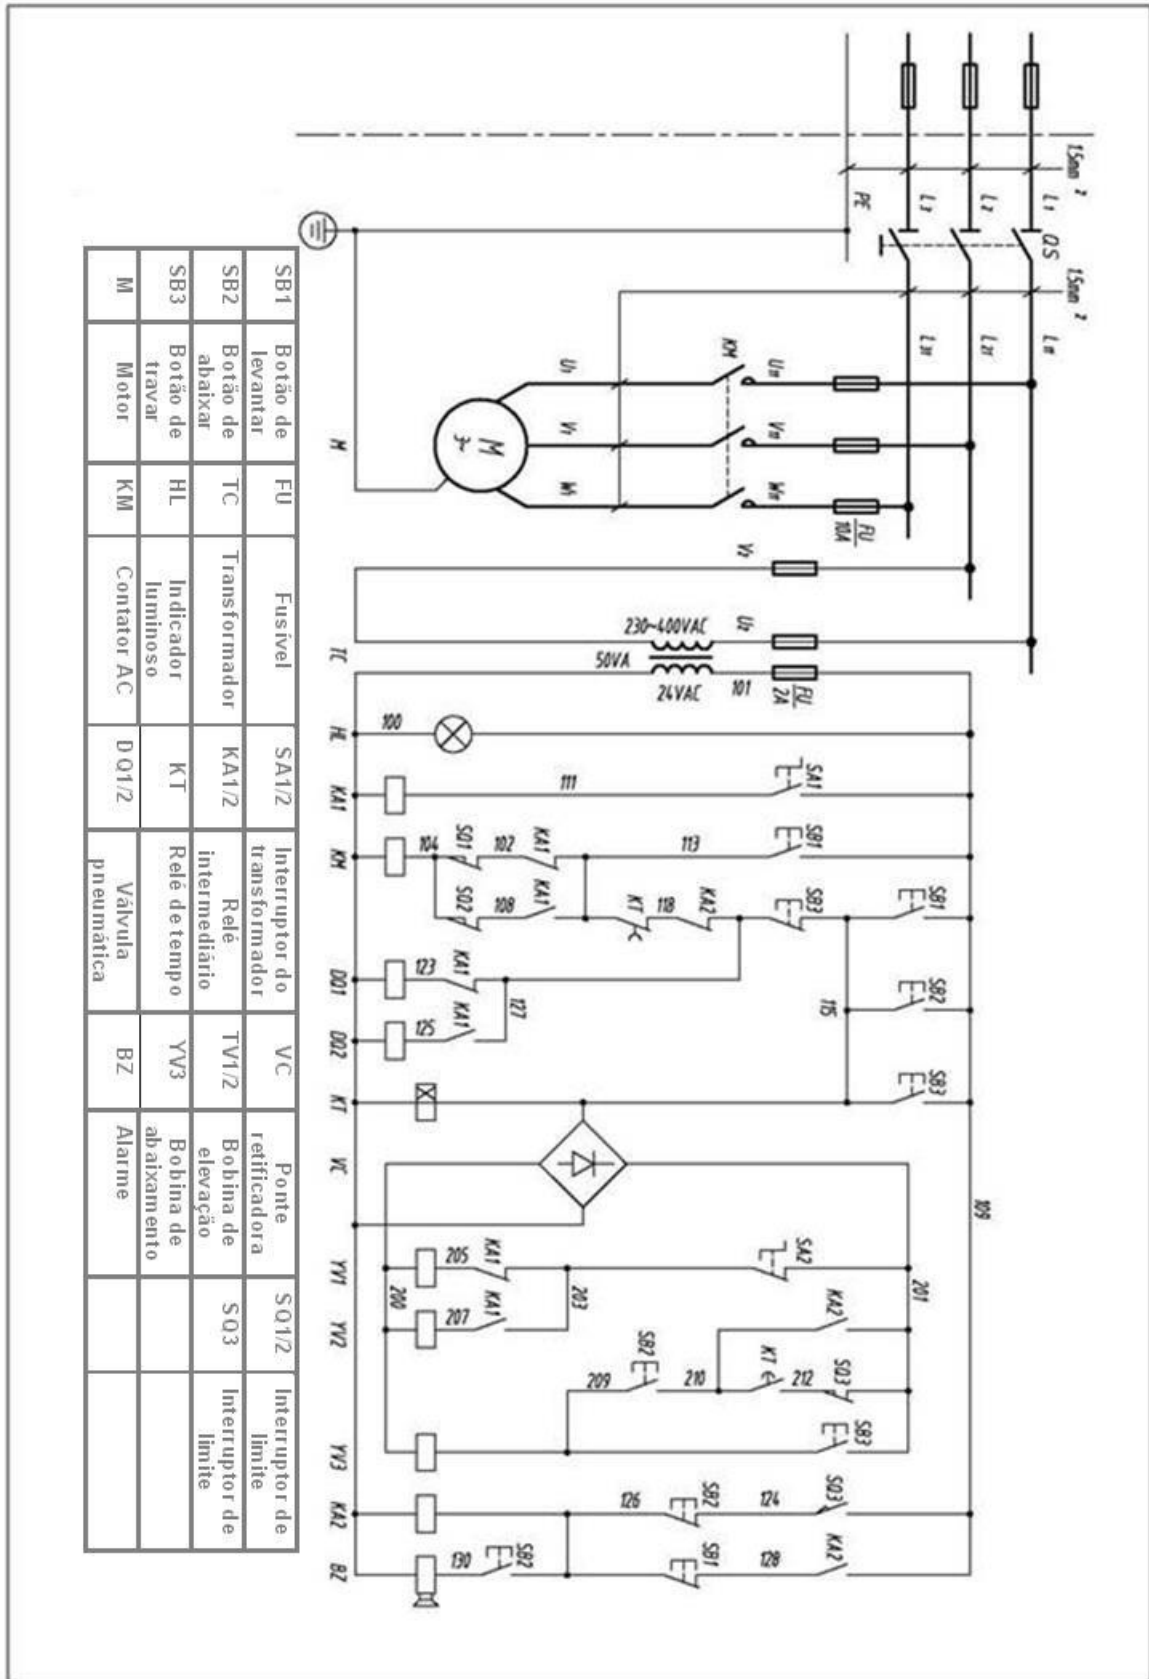 1.5mm²
1.5mm²
L1
QS
L11
L2
L21
L3
L31
PE
KM
U11
V11
W11
FU
10A
U1
V1
W1
M
3~
M
V2
U2
230~400VAC
50VA
24VAC
101
FU
2A
TC
100
HL
SA1
111
KA1
SB1
113
KA1
102
SQ1
104
KM
SB1
SB3
KA2
118
KT
KA1
108
SQ2
SB2
115
SB3
127
KA1
123
DQ1
KA1
125
DQ2
KT
VC
109
201
SA2
203
KA1
205
YV1
200
KA1
207
YV2
KA2
SQ3
212
KT
210
SB2
209
SB3
YV3
SQ3
124
SB2
126
KA2
KA2
128
SB1
SB2
130
BZ
SB1 Botão de levantar FU Fusível SA1/2 Interruptor do transformador VC Ponte retificadora SQ1/2 Interruptor de limite
SB2 Botão de abaixar TC Transformador KA1/2 Relé intermediário TV1/2 Bobina de elevação SQ3 Interruptor de limite
SB3 Botão de travar HL Indicador luminoso KT Relé de tempo YV3 Bobina de abaixamento
M Motor KM Contator AC DQ1/2 Válvula pneumática BZ Alarme